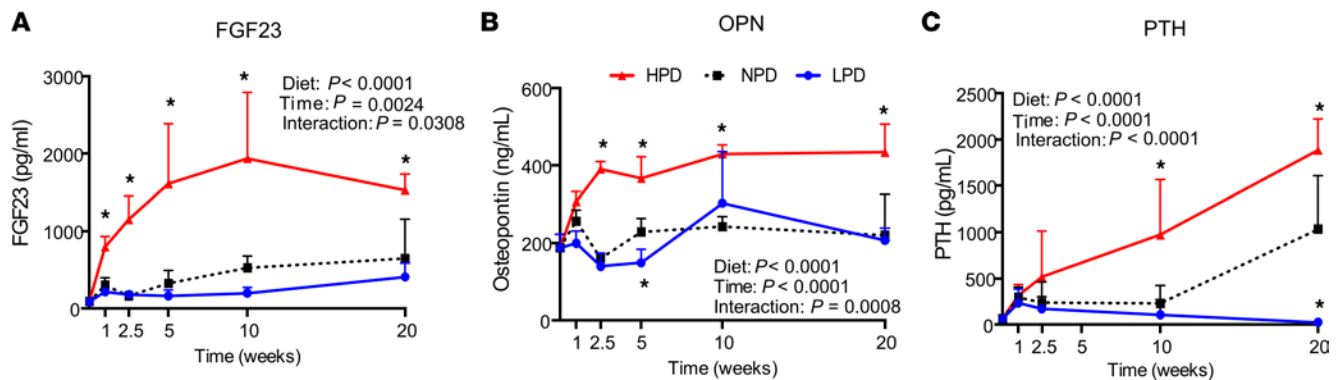 A
FGF23
FGF23 (pg/ml)
3000
2000
1000
0
*
*
*
*
*
Diet: P < 0.0001
Time: P = 0.0024
Interaction: P = 0.0308
1
2.5
5
10
20
Time (weeks)
B
OPN
HPD
NPD
LPD
Osteopontin (ng/mL)
600
400
200
0
*
*
*
*
*
Diet: P < 0.0001
Time: P < 0.0001
Interaction: P = 0.0008
1
2.5
5
10
20
Time (weeks)
C
PTH
PTH (pg/mL)
2500
2000
1500
1000
500
0
Diet: P < 0.0001
Time: P < 0.0001
Interaction: P < 0.0001
*
*
*
1
2.5
5
10
20
Time (weeks)